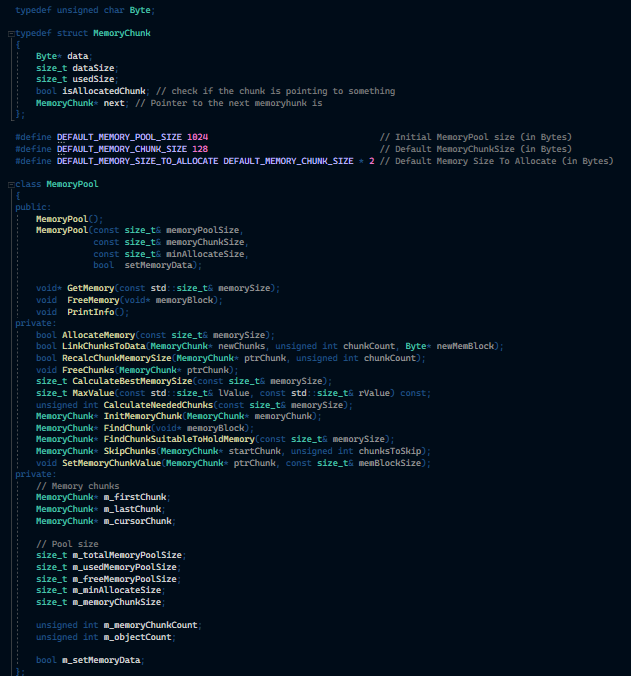 typedef unsigned char Byte;
typedef struct MemoryChunk
{
Byte* data;
size_t dataSize;
size_t usedSize;
bool isAllocatedChunk; // check if the chunk is pointing to something
MemoryChunk* next; // Pointer to the next memoryhunk is
};
#define DEFAULT_MEMORY_POOL_SIZE 1024 // Initial MemoryPool size (in Bytes)
#define DEFAULT_MEMORY_CHUNK_SIZE 128 // Default MemoryChunkSize (in Bytes)
#define DEFAULT_MEMORY_SIZE_TO_ALLOCATE DEFAULT_MEMORY_CHUNK_SIZE * 2 // Default Memory Size To Allocate (in Bytes)
class MemoryPool
{
public:
MemoryPool();
MemoryPool(const size_t& memoryPoolSize,
const size_t& memoryChunkSize,
const size_t& minAllocateSize,
bool setMemoryData);
void* GetMemory(const std::size_t& memorySize);
void FreeMemory(void* memoryBlock);
void PrintInfo();
private:
bool AllocateMemory(const size_t& memorySize);
bool LinkChunksToData(MemoryChunk* newChunks, unsigned int chunkCount, Byte* newMemBlock);
bool RecalcChunkMemorySize(MemoryChunk* ptrChunk, unsigned int chunkCount);
void FreeChunks(MemoryChunk* ptrChunk);
size_t CalculateBestMemorySize(const size_t& memorySize);
size_t MaxValue(const std::size_t& lValue, const std::size_t& rValue) const;
unsigned int CalculateNeededChunks(const size_t& memorySize);
MemoryChunk* InitMemoryChunk(MemoryChunk* memoryChunk);
MemoryChunk* FindChunk(void* memoryBlock);
MemoryChunk* FindChunkSuitableToHoldMemory(const size_t& memorySize);
MemoryChunk* SkipChunks(MemoryChunk* startChunk, unsigned int chunksToSkip);
void SetMemoryChunkValue(MemoryChunk* ptrChunk, const size_t& memBlockSize);
private:
// Memory chunks
MemoryChunk* m_firstChunk;
MemoryChunk* m_lastChunk;
MemoryChunk* m_cursorChunk;
// Pool size
size_t m_totalMemoryPoolSize;
size_t m_usedMemoryPoolSize;
size_t m_freeMemoryPoolSize;
size_t m_minAllocateSize;
size_t m_memoryChunkSize;
unsigned int m_memoryChunkCount;
unsigned int m_objectCount;
bool m_setMemoryData;
};